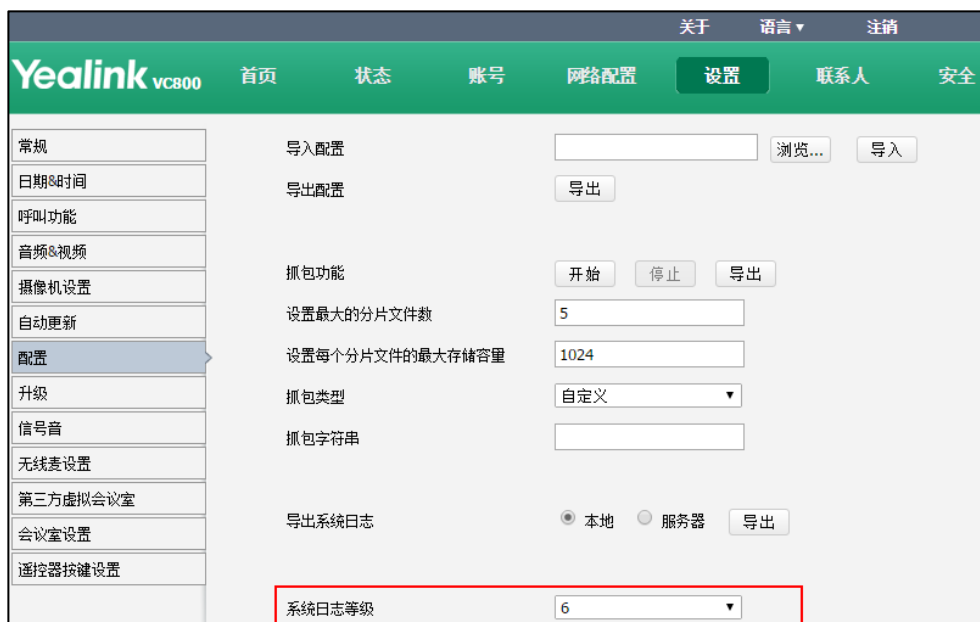 关于 语言▼ 注销
Yealink VC800 首页 状态 账号 网络配置 设置 联系人 安全
常规
日期&时间
呼叫功能
音频&视频
摄像机设置
自动更新
配置
升级
信号音
无线麦设置
第三方虚拟会议室
会议室设置
遥控器按键设置
导入配置 浏览... 导入
导出配置 导出
抓包功能 开始 停止 导出
设置最大的分片文件数 5
设置每个分片文件的最大存储容量 1024
抓包类型 自定义
抓包字符串
导出系统日志 本地 服务器 导出
系统日志等级 6